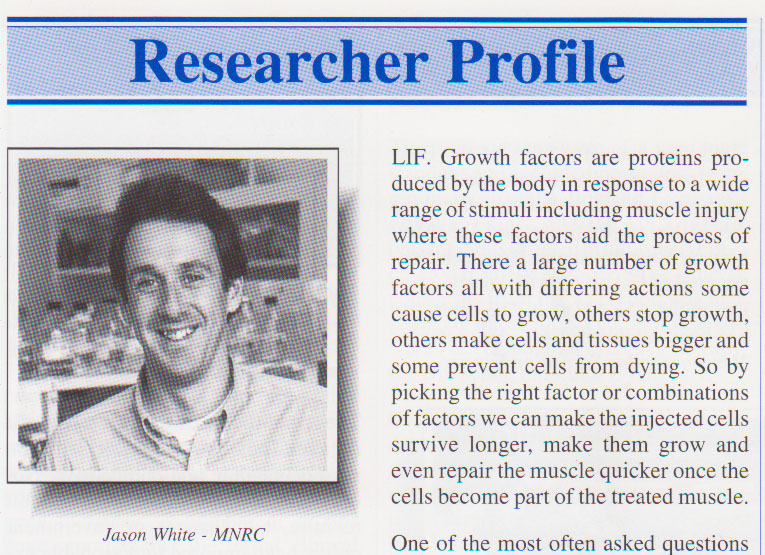 Researcher Profile
Jason White - MNRC
LIF. Growth factors are proteins pro-
duced by the body in response to a wide
range of stimuli including muscle injury
where these factors aid the process of
repair. There a large number of growth
factors all with differing actions some
cause cells to grow, others stop growth,
others make cells and tissues bigger and
some prevent cells from dying. So by
picking the right factor or combinations
of factors we can make the injected cells
survive longer, make them grow and
even repair the muscle quicker once the
cells become part of the treated muscle.
One of the most often asked questions